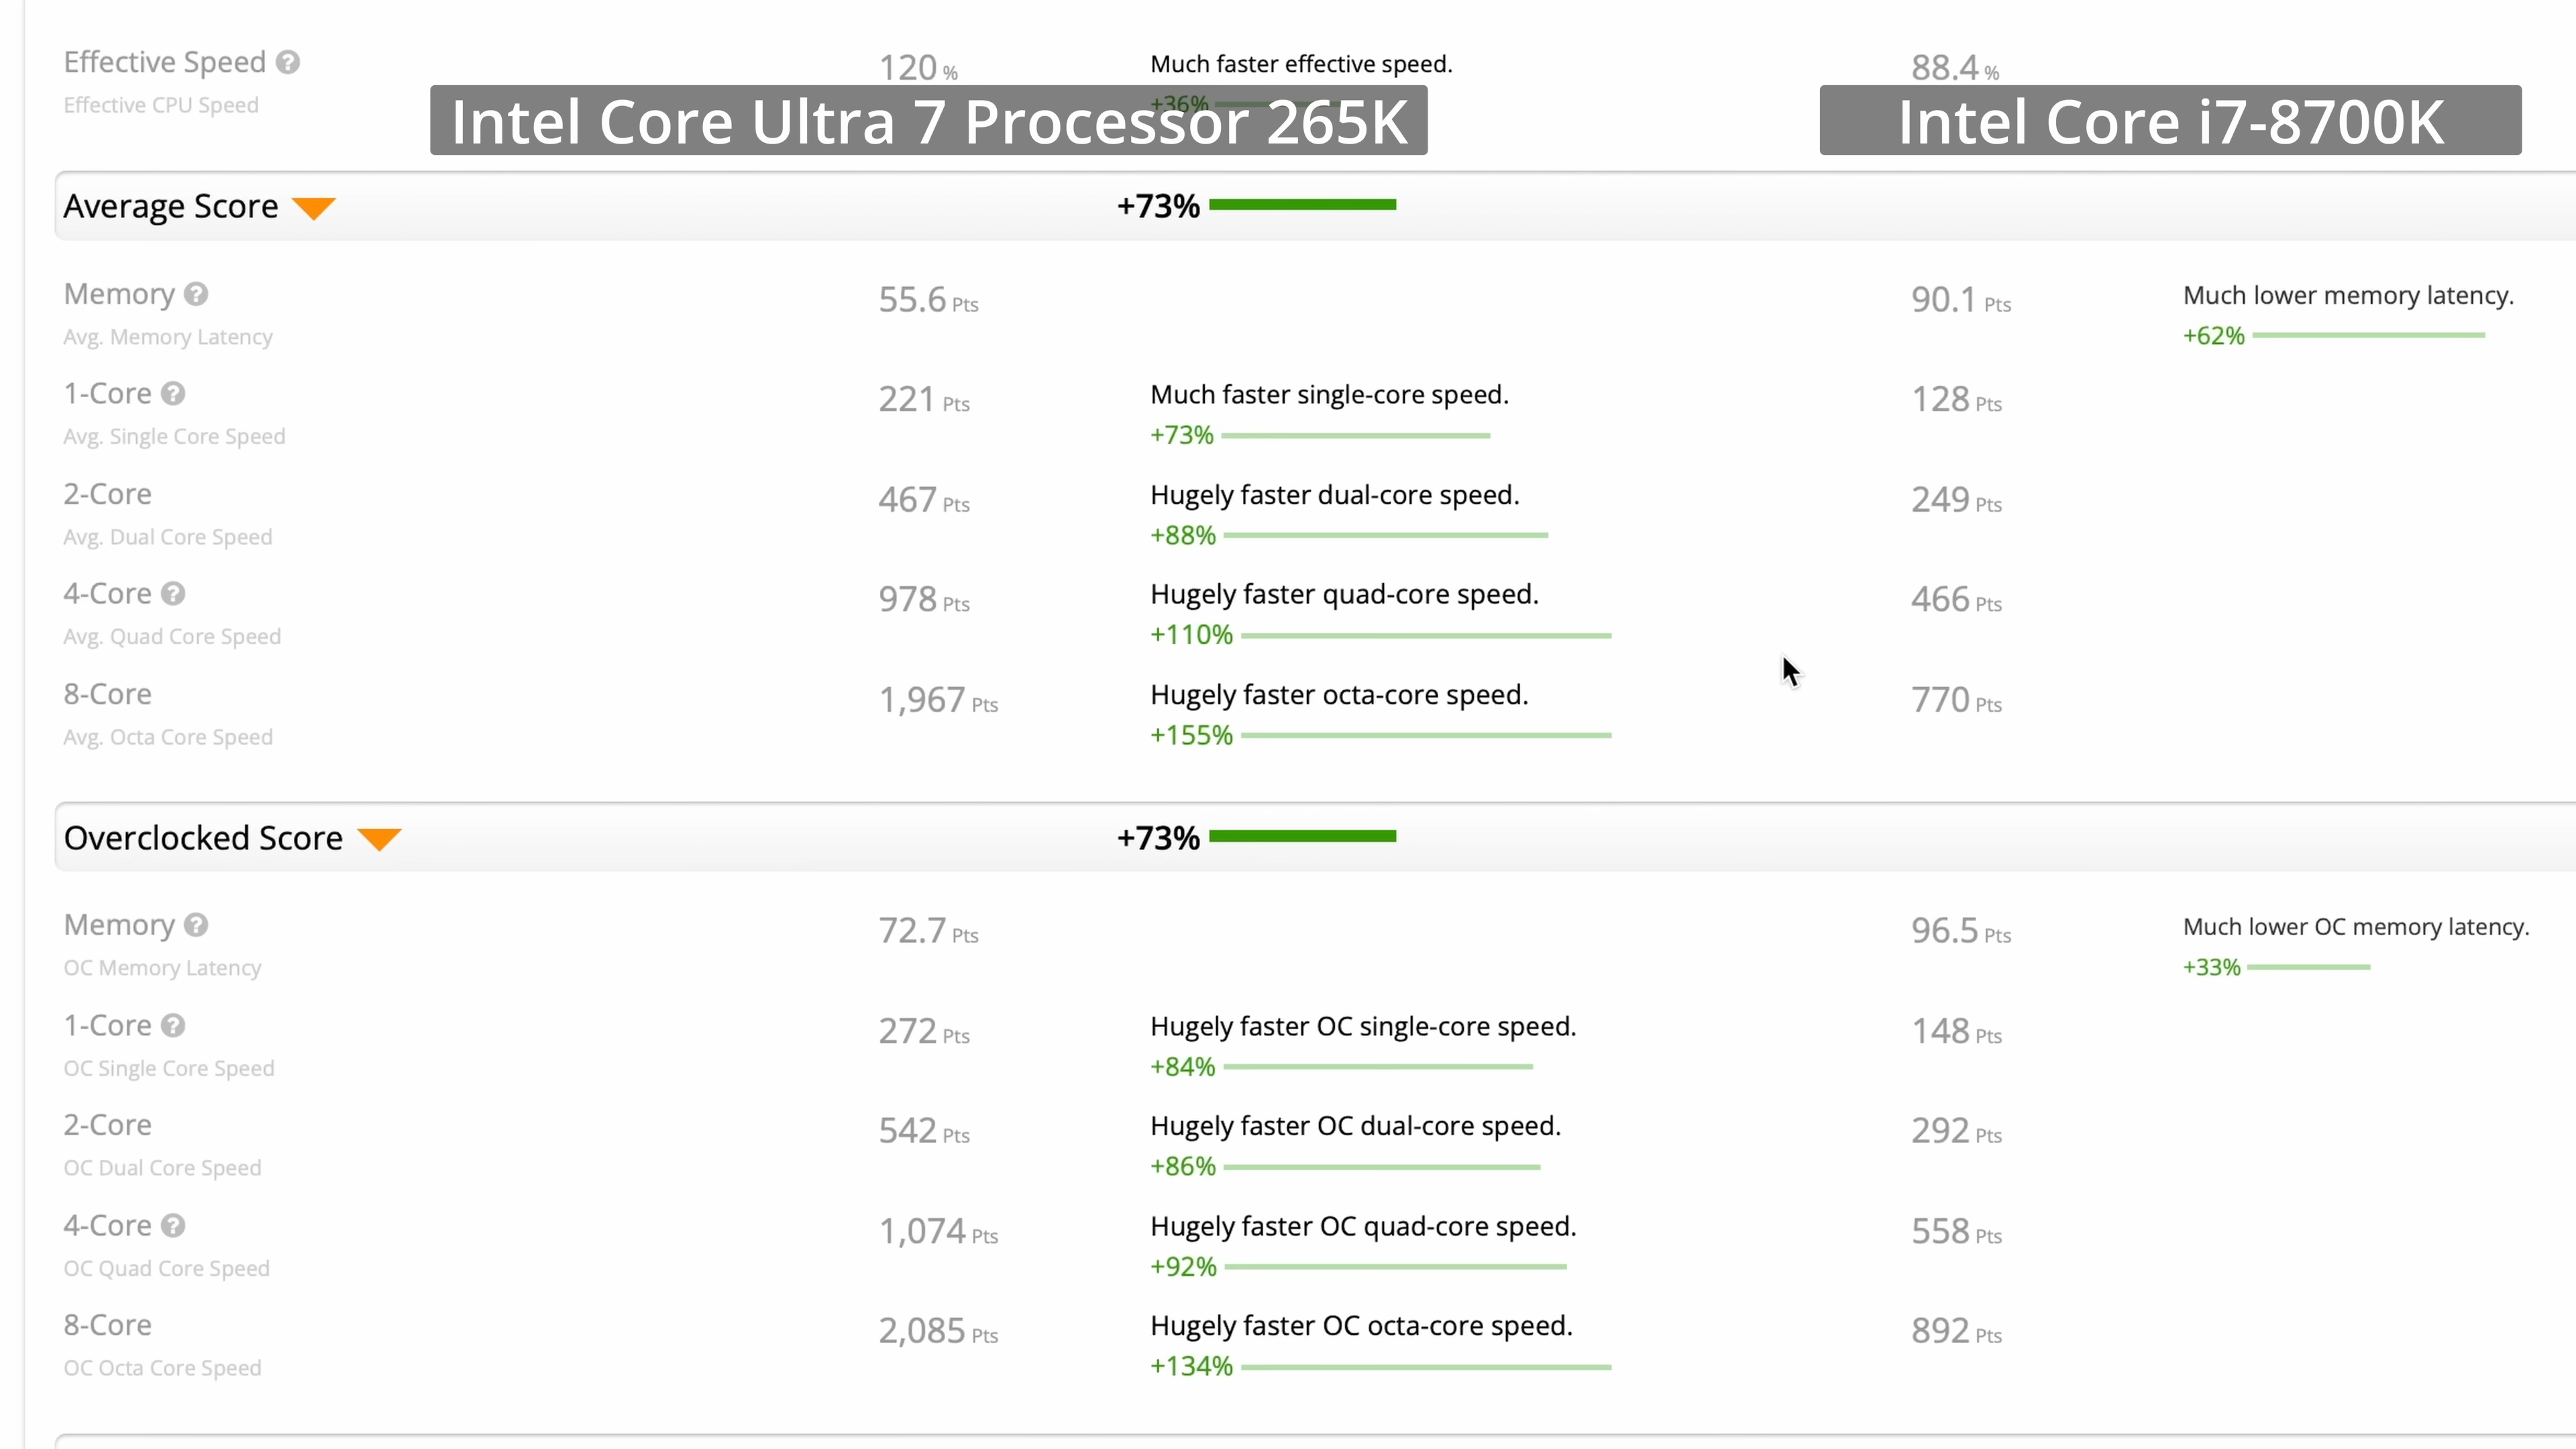 Effective Speed ?
120 % Much faster effective speed. 88.4 %
Effective CPU Speed
+36%
Intel Core Ultra 7 Processor 265K
Intel Core i7-8700K
Average Score +73%
Memory ? 55.6 Pts 90.1 Pts Much lower memory latency.
Avg. Memory Latency +62%
1-Core ? 221 Pts Much faster single-core speed. 128 Pts
Avg. Single Core Speed +73%
2-Core 467 Pts Hugely faster dual-core speed. 249 Pts
Avg. Dual Core Speed +88%
4-Core ? 978 Pts Hugely faster quad-core speed. 466 Pts
Avg. Quad Core Speed +110%
8-Core 1,967 Pts Hugely faster octa-core speed. 770 Pts
Avg. Octa Core Speed +155%
Overclocked Score +73%
Memory ? 72.7 Pts 96.5 Pts Much lower OC memory latency.
OC Memory Latency +33%
1-Core ? 272 Pts Hugely faster OC single-core speed. 148 Pts
OC Single Core Speed +84%
2-Core 542 Pts Hugely faster OC dual-core speed. 292 Pts
OC Dual Core Speed +86%
4-Core ? 1,074 Pts Hugely faster OC quad-core speed. 558 Pts
OC Quad Core Speed +92%
8-Core 2,085 Pts Hugely faster OC octa-core speed. 892 Pts
OC Octa Core Speed +134%